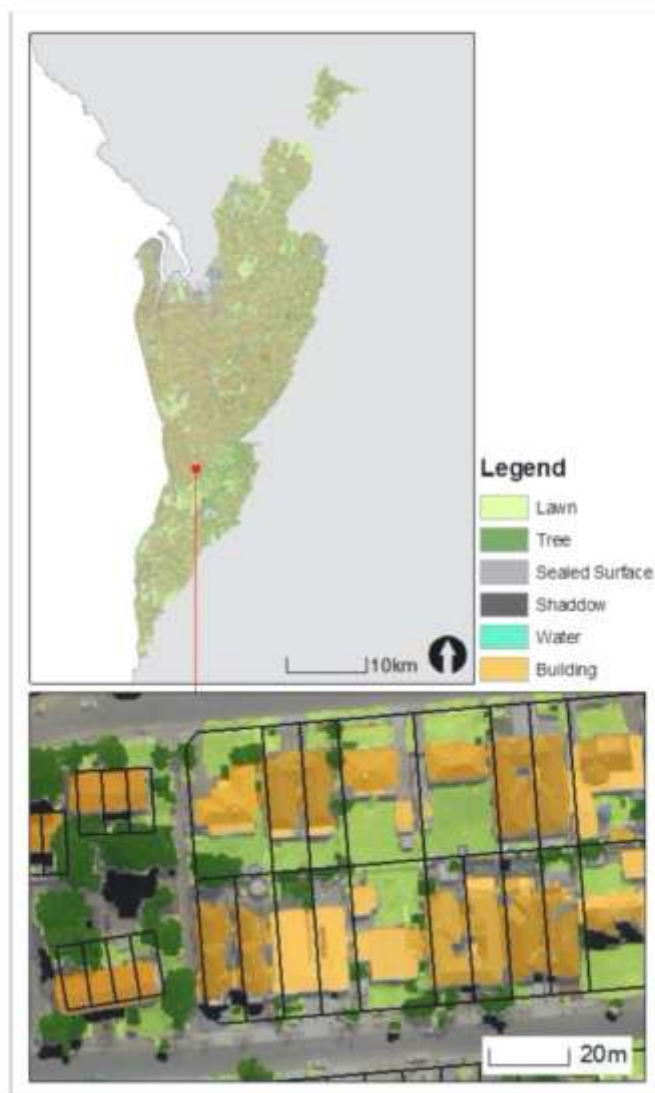 10km
Legend
Lawn
Tree
Sealed Surface
Shaddow
Water
Building
20m